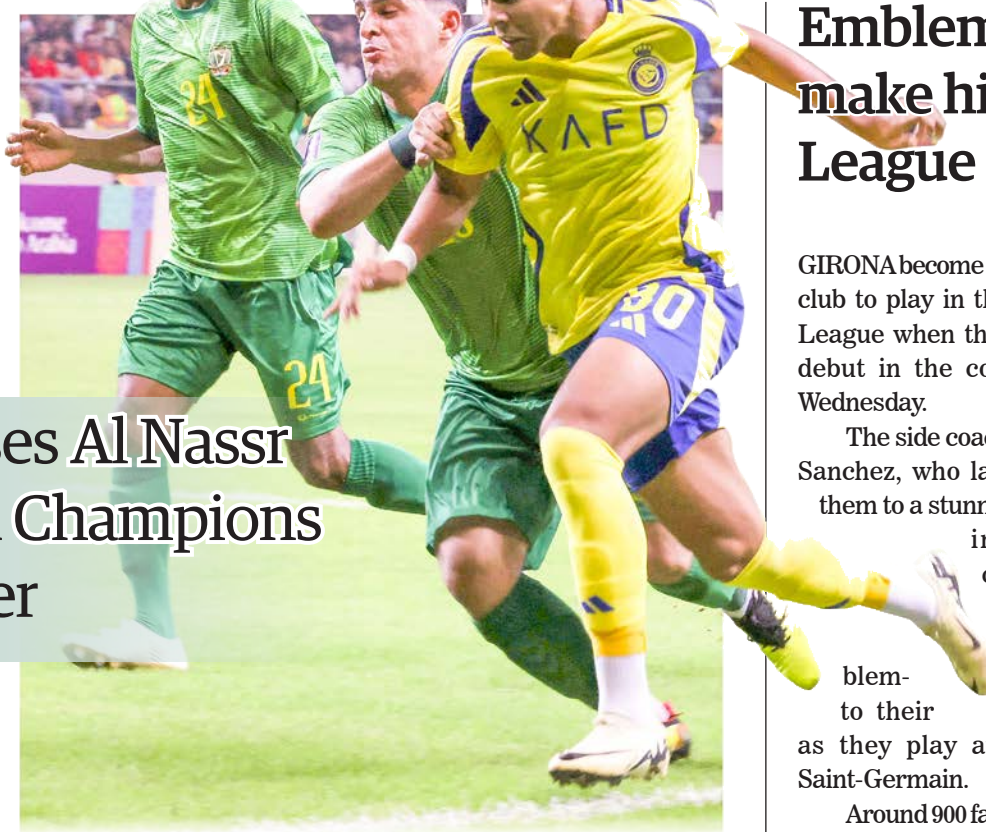 24
KAFD
80
24
es Al Nassr
Champions
er
Emblem
make hi
League
GIRONA become
club to play in th
League when th
debut in the co
Wednesday.
The side coac
Sanchez, who la
them to a stunn
in
blem-
to their
as they play a
Saint-Germain.
Around 900 fa